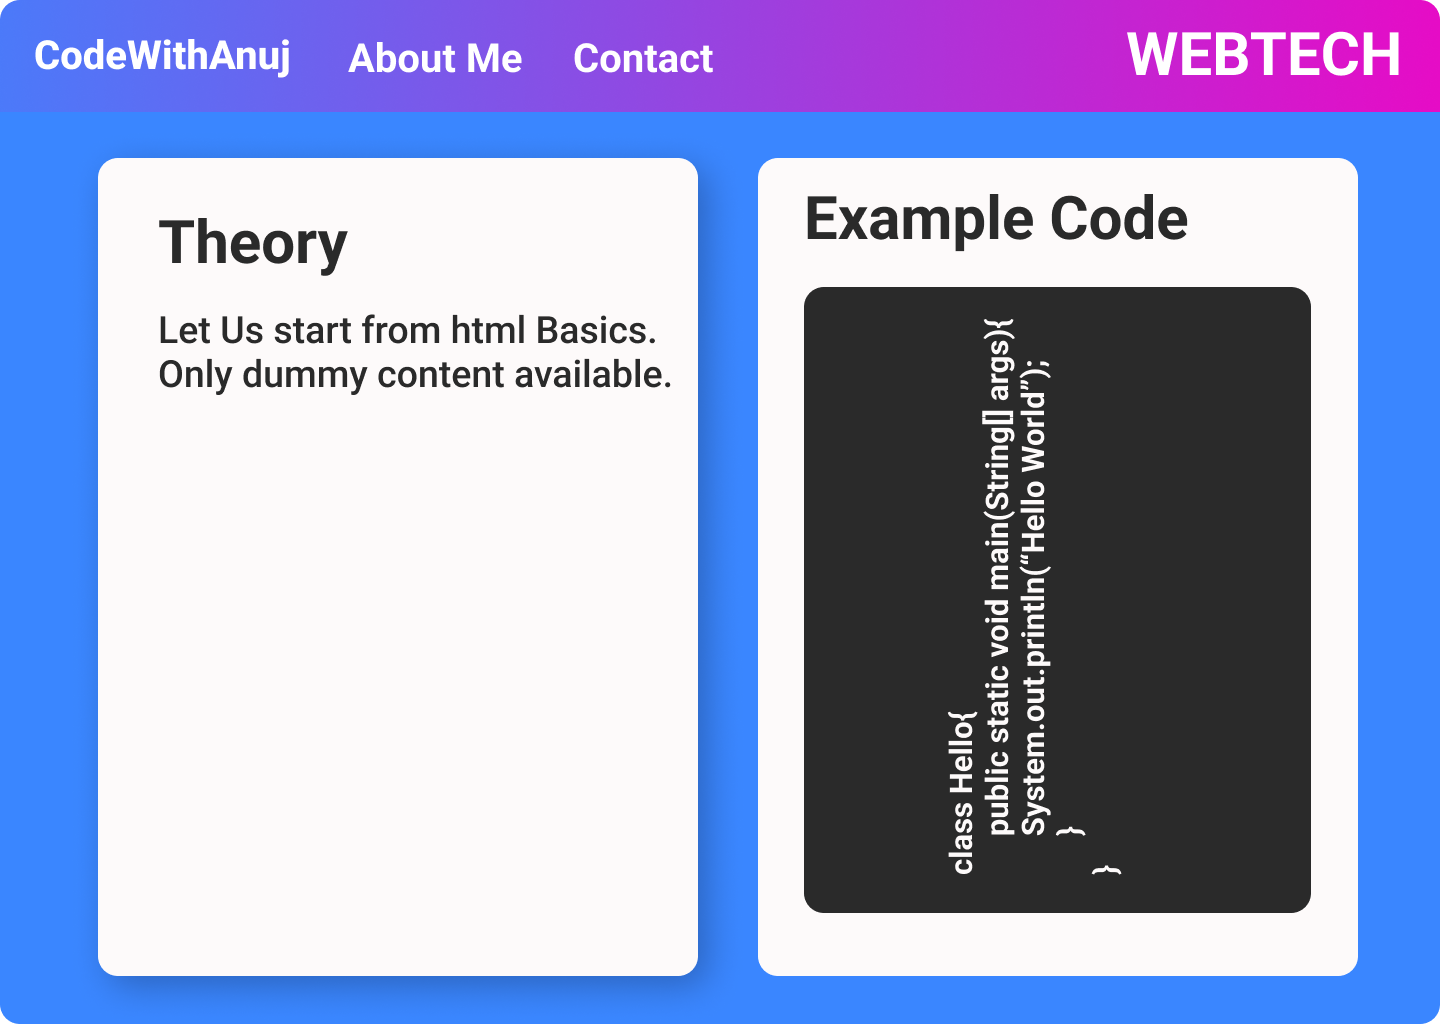 CodeWithAnuj About Me Contact WEBTECH
Theory
Let Us start from html Basics.
Only dummy content available.
Example Code
class Hello{
public static void main(String[] args){
System.out.println(“Hello World”);
}
}